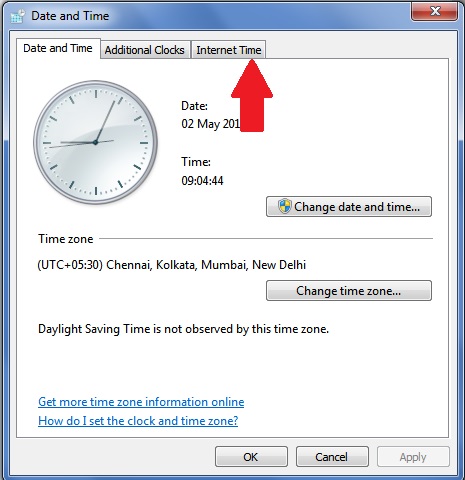 Date and Time
Date and Time Additional Clocks Internet Time
Date:
02 May
Time:
09:04:44
Change date and time...
Time zone
(UTC+05:30) Chennai, Kolkata, Mumbai, New Delhi
Change time zone...
Daylight Saving Time is not observed by this time zone.
Get more time zone information online
How do I set the clock and time zone?
OK Cancel Apply